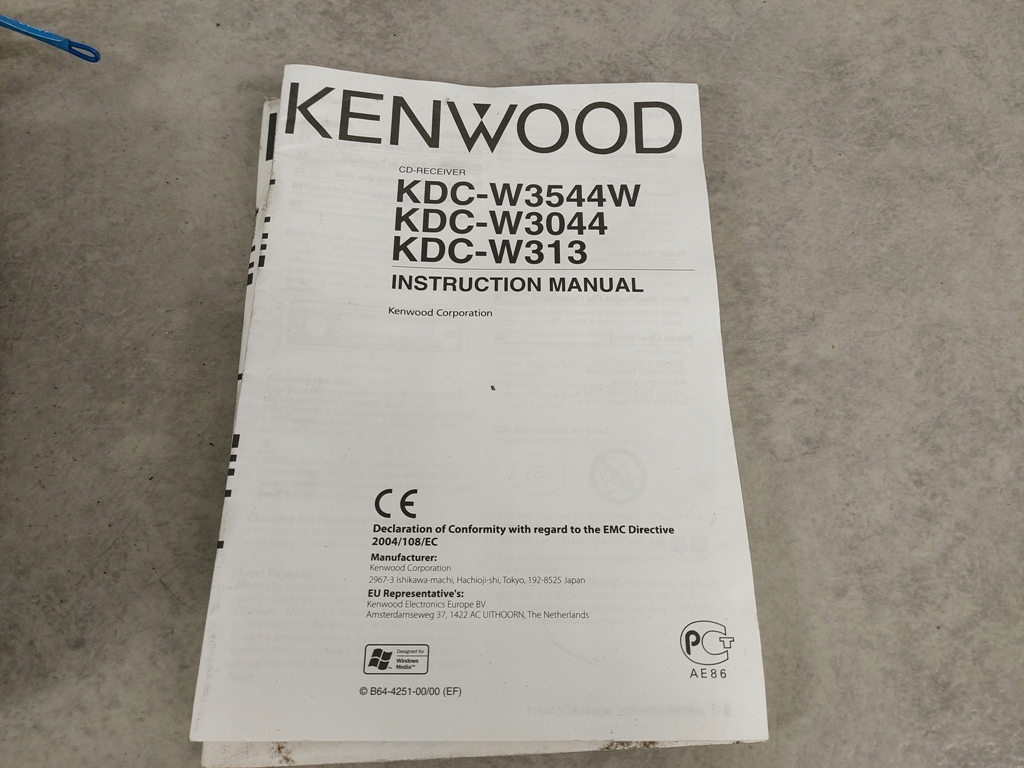 KENWOOD
CD-RECEIVER
KDC-W3544W
KDC-W3044
KDC-W313
INSTRUCTION MANUAL
Kenwood Corporation
CE
Declaration of Conformity with regard to the EMC Directive
2004/108/EC
Manufacturer:
Kenwood Corporation
2967-3 Ishikawa-machi, Hachioji-shi, Tokyo, 192-8525 Japan
EU Representative's:
Kenwood Electronics Europe BV
Amsterdamseweg 37, 1422 AC UITHOORN, The Netherlands
Designed for
Windows
Media™
PCT
AE86
© B64-4251-00/00 (EF)